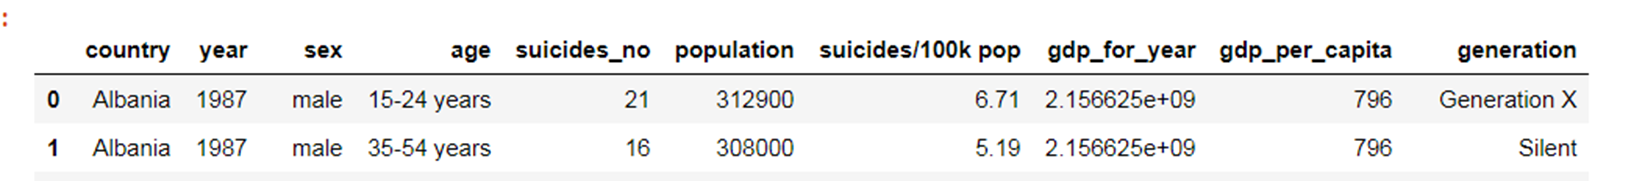 :
country year sex age suicides_no population suicides/100k pop gdp_for_year gdp_per_capita generation
0 Albania 1987 male 15-24 years 21 312900 6.71 2.156625e+09 796 Generation X
1 Albania 1987 male 35-54 years 16 308000 5.19 2.156625e+09 796 Silent